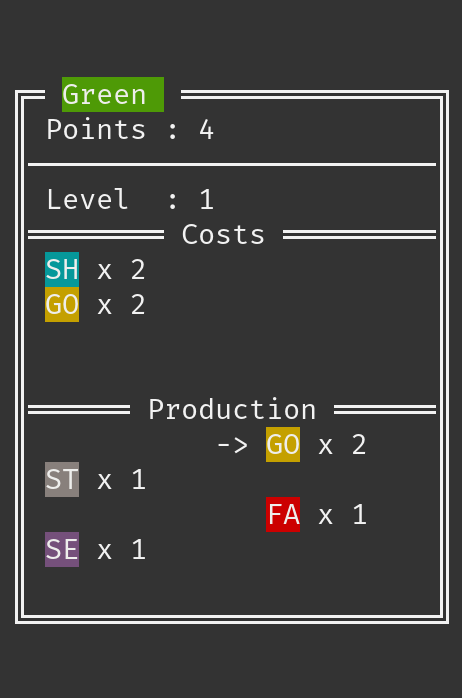 Green
Points : 4
Level  : 1
Costs
SH x 2
GO x 2
Production
-> GO x 2
ST x 1
FA x 1
SE x 1